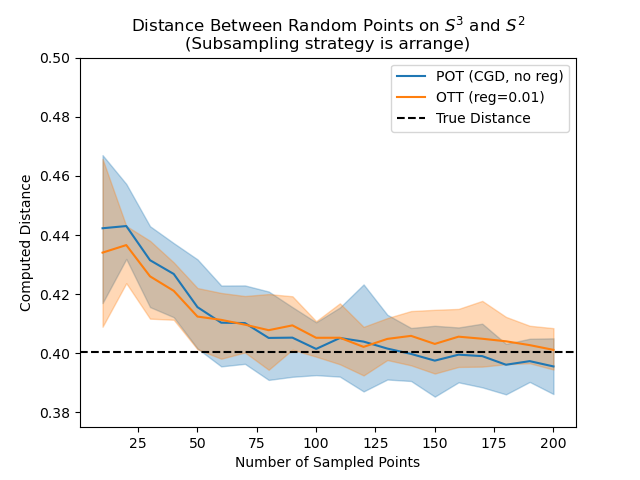 Distance Between Random Points on $S^3$ and $S^2$
(Subsampling strategy is arrange)
POT (CGD, no reg)
OTT (reg=0.01)
True Distance
Computed Distance
0.50
0.48
0.46
0.44
0.42
0.40
0.38
25 50 75 100 125 150 175 200
Number of Sampled Points